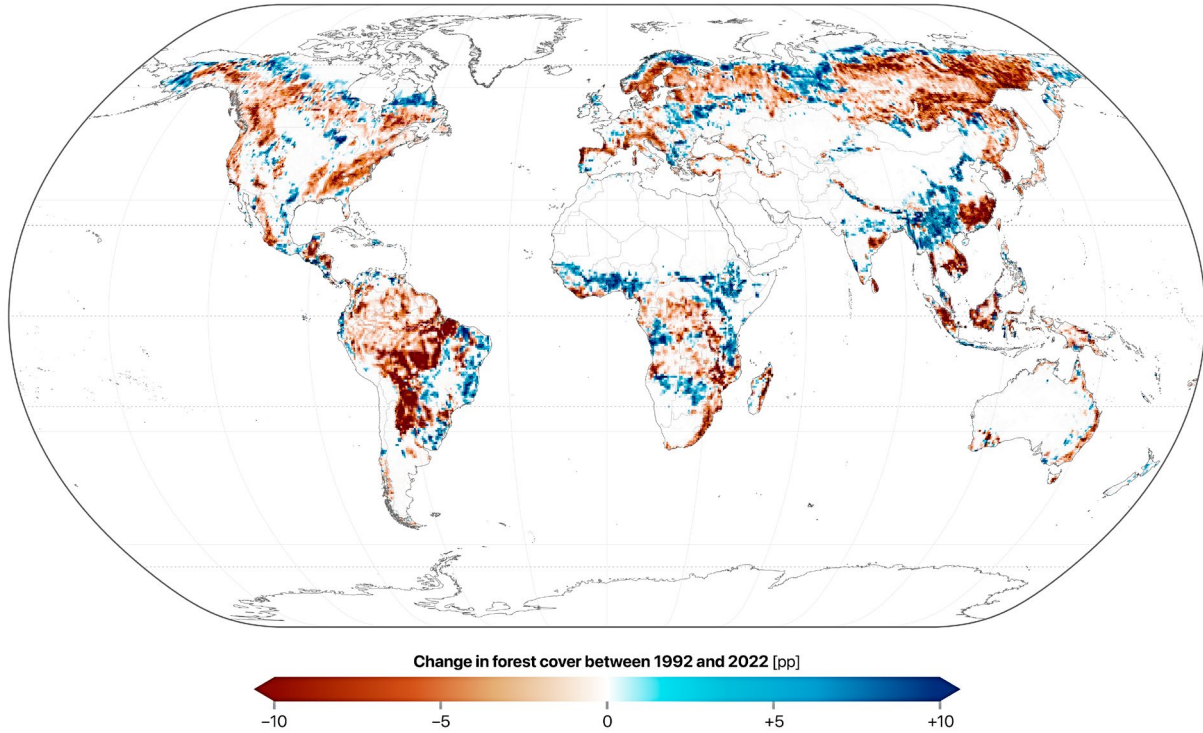 Change in forest cover between 1992 and 2022 [pp]
−10 −5 0 +5 +10